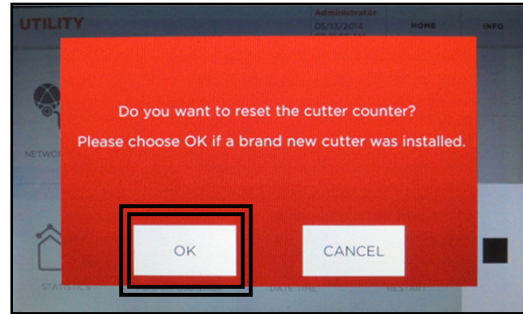 UTILITY
Administrator
05/13/2014
HOME
INFO
Do you want to reset the cutter counter?
Please choose OK if a brand new cutter was installed.
OK
CANCEL
STATISTICS
DATE TIME
RESTART